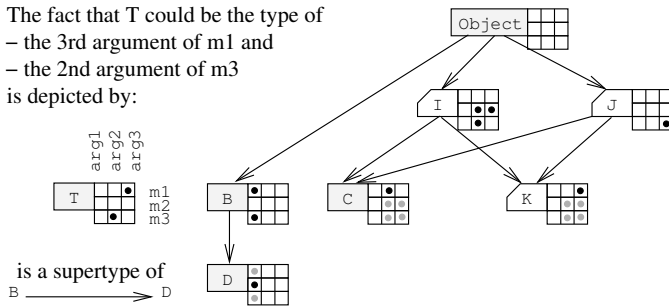 The fact that T could be the type of
– the 3rd argument of m1 and
– the 2nd argument of m3
is depicted by:
Object
I
J
arg1
arg2
arg3
T
m1
m2
m3
B
C
K
D
is a supertype of
B D